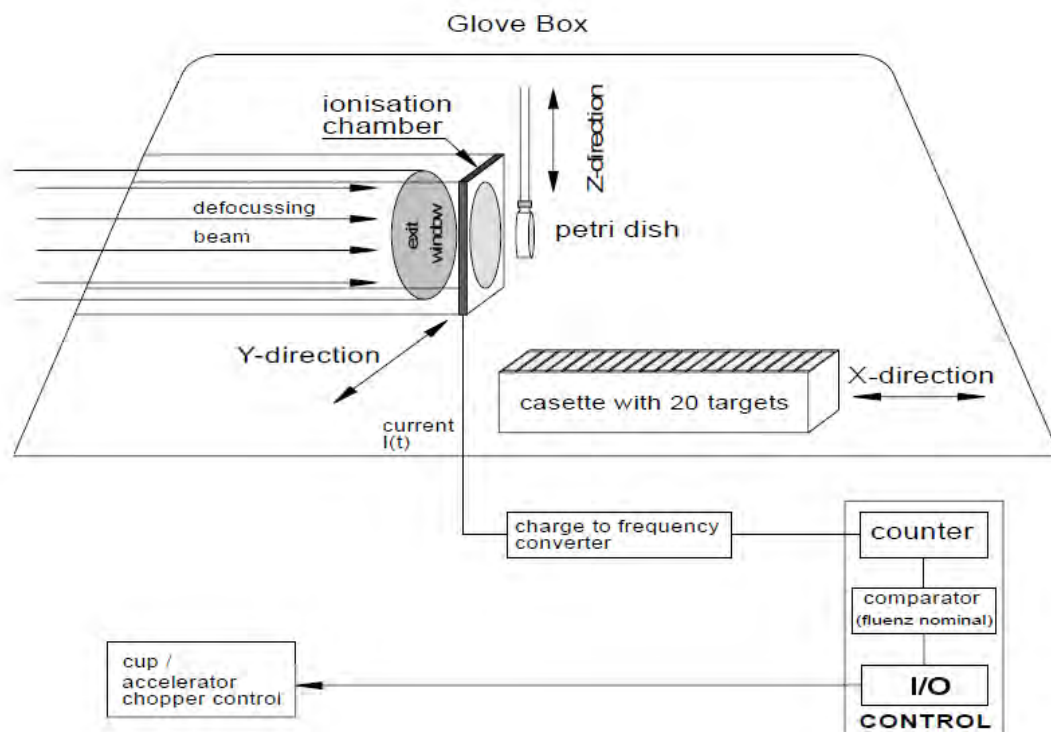 Glove Box
ionisation
chamber
Z-direction
defocussing
beam
exit
window
petri dish
Y-direction
X-direction
casette with 20 targets
current
I(t)
charge to frequency
converter
counter
comparator
(fluenz nominal)
cup /
accelerator
chopper control
I/O
CONTROL